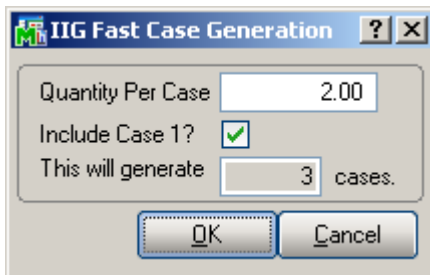 IIG Fast Case Generation
Quantity Per Case 2.00
Include Case 1?
This will generate 3 cases.
OK Cancel